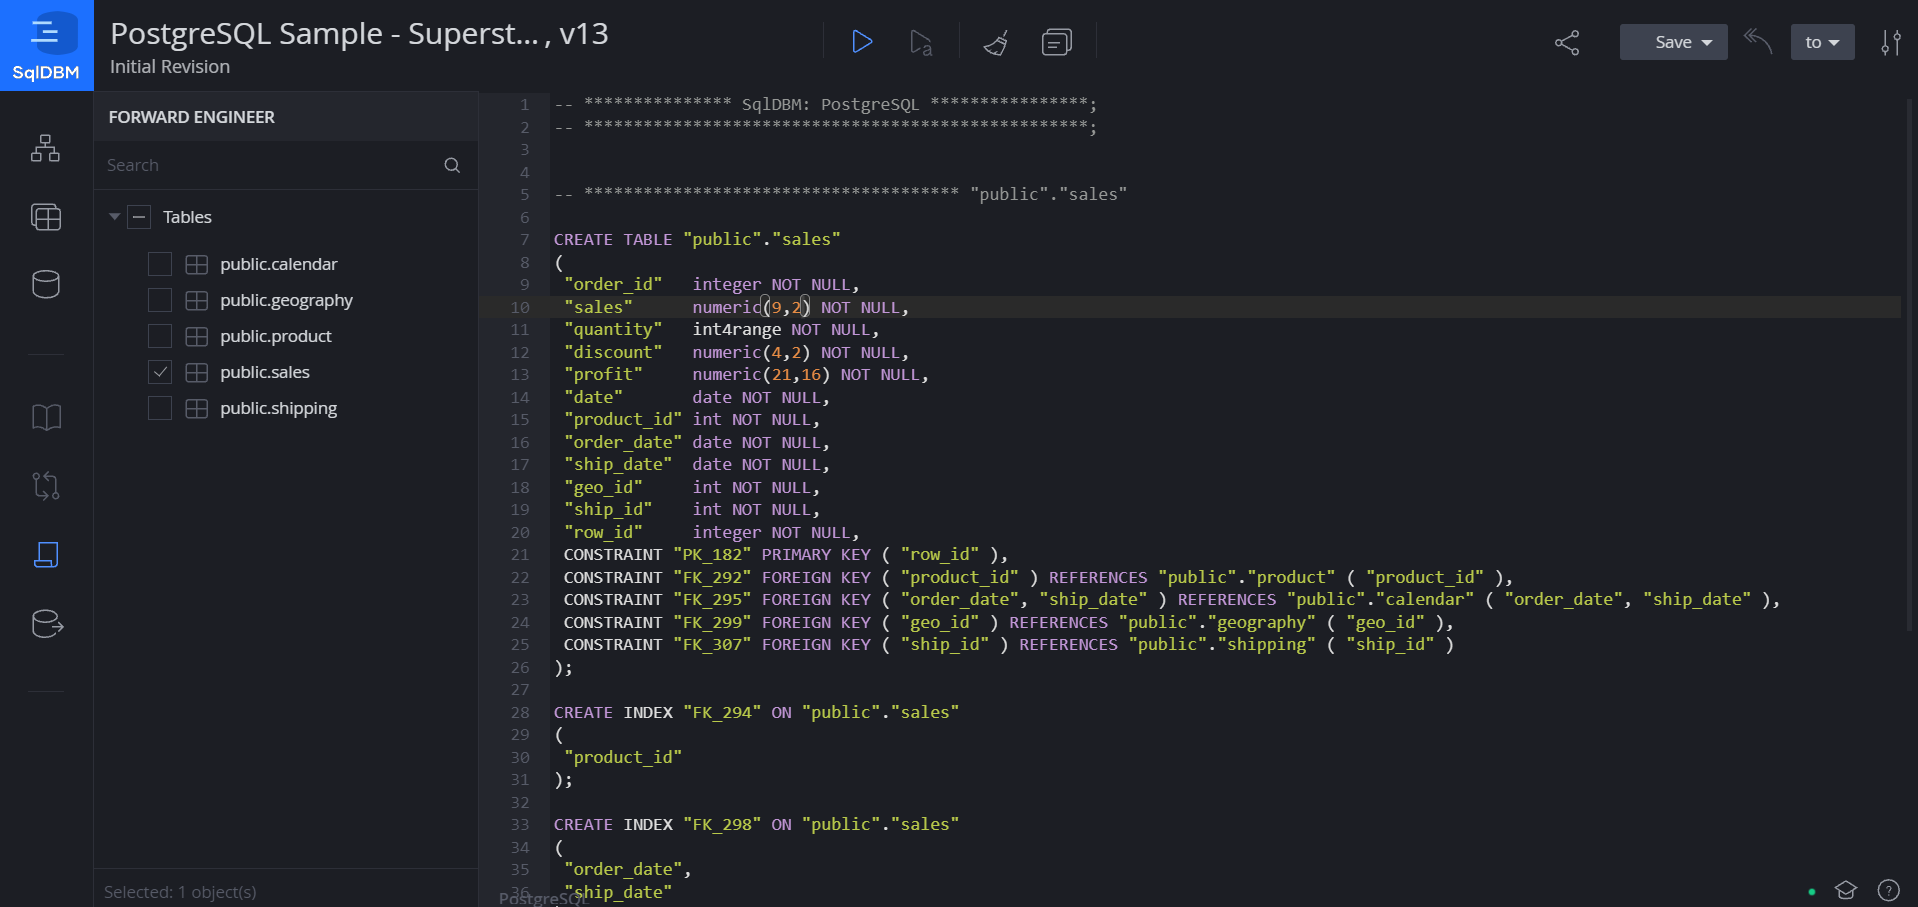 SqlDBM
PostgreSQL Sample - Superst... , v13
Initial Revision
Save
to
FORWARD ENGINEER
Search
Tables
public.calendar
public.geography
public.product
public.sales
public.shipping
Selected: 1 object(s)
1 -- *************** SqlDBM: PostgreSQL ****************;
2 -- ***************************************************;
3
4
5 -- ************************************** "public"."sales"
6
7 CREATE TABLE "public"."sales"
8 (
9  "order_id"   integer NOT NULL,
10  "sales"      numeric(9,2) NOT NULL,
11  "quantity"   int4range NOT NULL,
12  "discount"   numeric(4,2) NOT NULL,
13  "profit"     numeric(21,16) NOT NULL,
14  "date"       date NOT NULL,
15  "product_id" int NOT NULL,
16  "order_date" date NOT NULL,
17  "ship_date"  date NOT NULL,
18  "geo_id"     int NOT NULL,
19  "ship_id"    int NOT NULL,
20  "row_id"     integer NOT NULL,
21  CONSTRAINT "PK_182" PRIMARY KEY ( "row_id" ),
22  CONSTRAINT "FK_292" FOREIGN KEY ( "product_id" ) REFERENCES "public"."product" ( "product_id" ),
23  CONSTRAINT "FK_295" FOREIGN KEY ( "order_date", "ship_date" ) REFERENCES "public"."calendar" ( "order_date", "ship_date" ),
24  CONSTRAINT "FK_299" FOREIGN KEY ( "geo_id" ) REFERENCES "public"."geography" ( "geo_id" ),
25  CONSTRAINT "FK_307" FOREIGN KEY ( "ship_id" ) REFERENCES "public"."shipping" ( "ship_id" )
26 );
27
28 CREATE INDEX "FK_294" ON "public"."sales"
29 (
30  "product_id"
31 );
32
33 CREATE INDEX "FK_298" ON "public"."sales"
34 (
35  "order_date",
36  "ship_date"
PostgreSQL